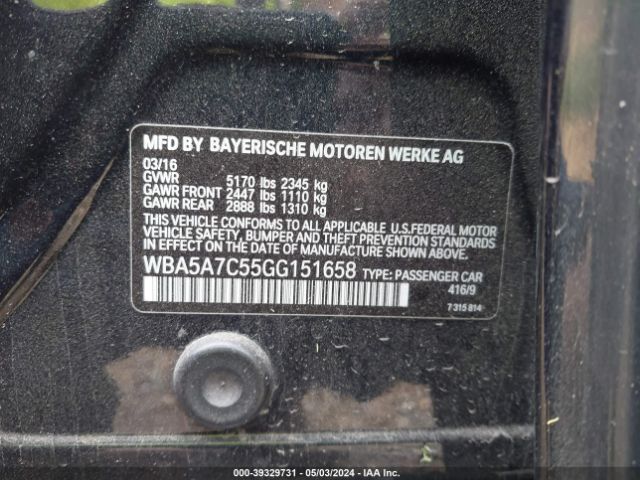 MFD BY BAYERISCHE MOTOREN WERKE AG
03/16
GVWR 5170 lbs 2345 kg
GAWR FRONT 2447 lbs 1110 kg
GAWR REAR 2888 lbs 1310 kg
THIS VEHICLE CONFORMS TO ALL APPLICABLE U.S.FEDERAL MOTOR
VEHICLE SAFETY, BUMPER AND THEFT PREVENTION STANDARDS
IN EFFECT ON THE DATE OF MANUFACTURE SHOWN ABOVE.
WBA5A7C55GG151658 TYPE: PASSENGER CAR
416/9
7 315 814
000-39329731 - 05/03/2024 - IAA Inc.